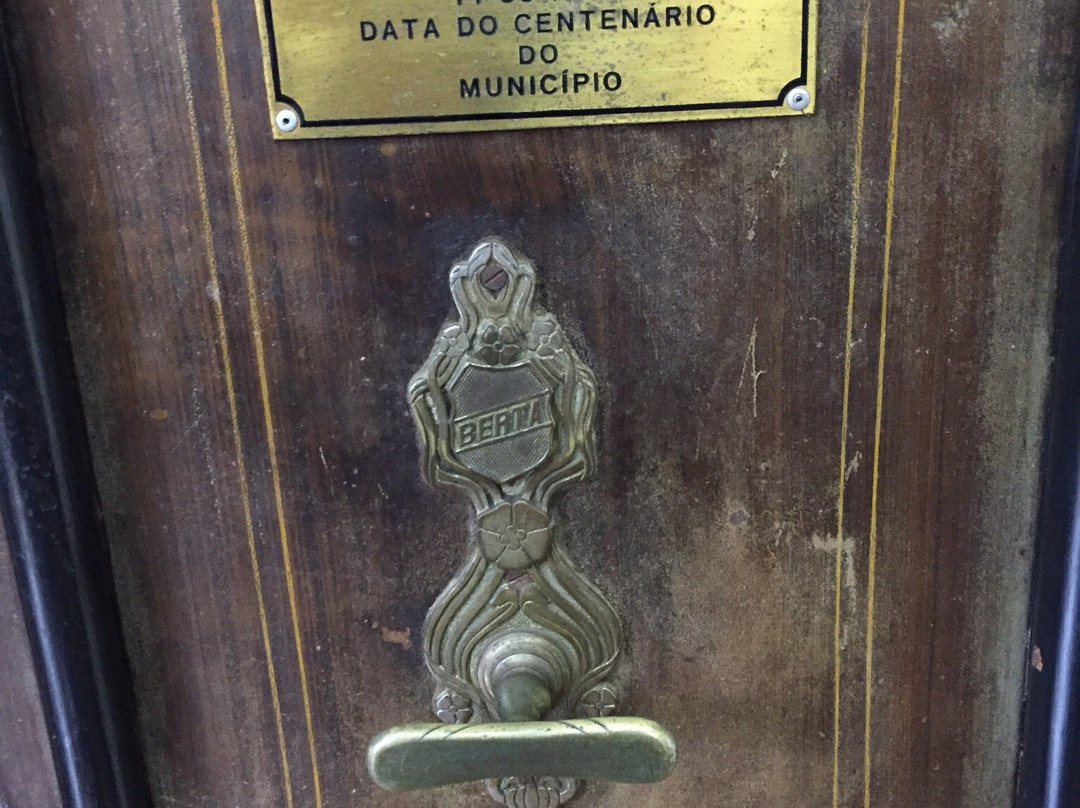 DATA DO CENTENÁRIO
DO
MUNICÍPIO
BERTA